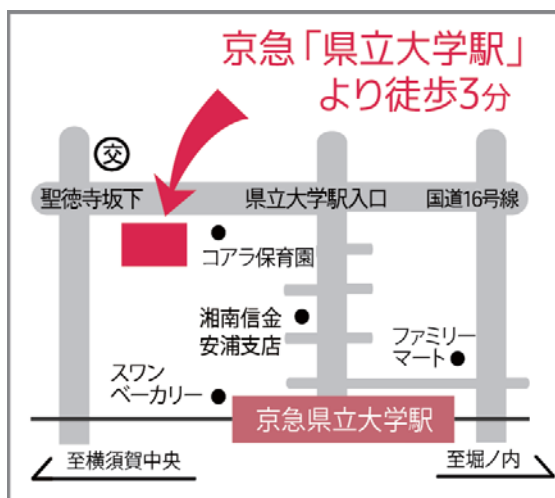 京急「県立大学駅」
より徒歩3分
交
聖徳寺坂下
県立大学駅入口
国道16号線
コアラ保育園
湘南信金
安浦支店
ファミリー
マート
スワン
ベーカリー
京急県立大学駅
至横須賀中央
至堀ノ内